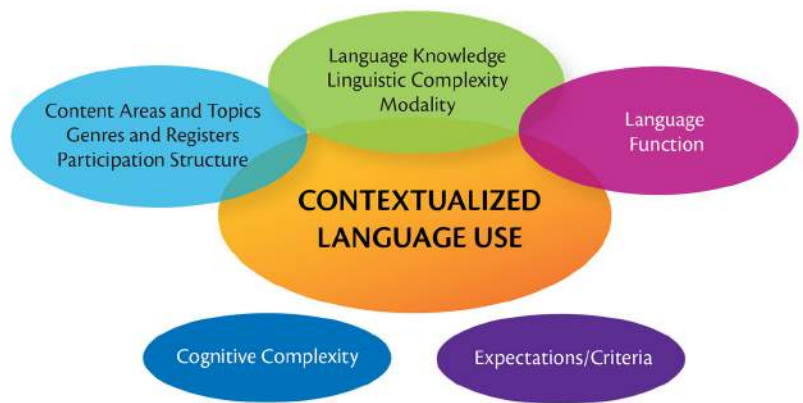 Content Areas and Topics
Genres and Registers
Participation Structure
Language Knowledge
Linguistic Complexity
Modality
Language
Function
CONTEXTUALIZED
LANGUAGE USE
Cognitive Complexity
Expectations/Criteria